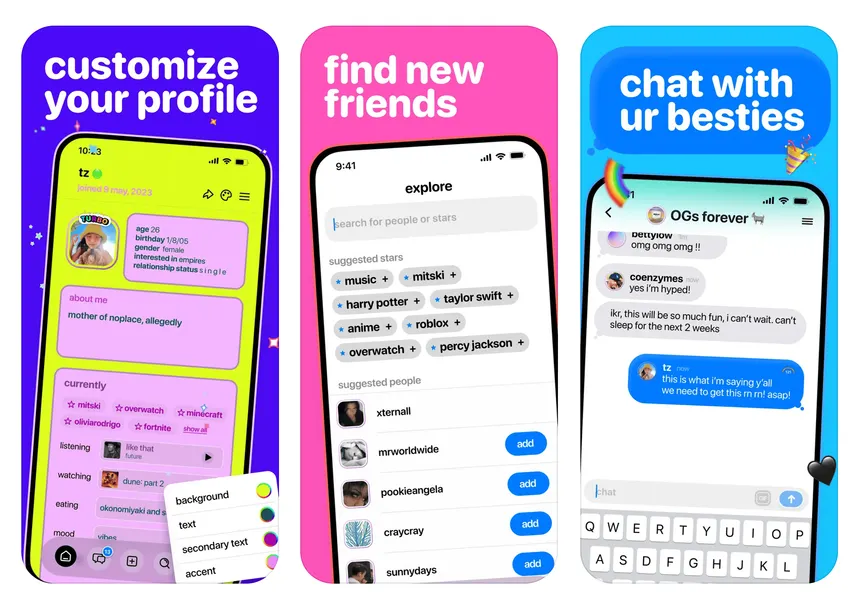 customize
your profile
10:23
tz
joined 9 may, 2023
TURBO
age 26
birthday 1/8/05
gender female
interested in empires
relationship status s i n g l e
about me
mother of noplace, allegedly
currently
mitski
overwatch
minecraft
oliviarodrigo
fortnite
show all
listening
like that
future
watching
dune: part 2
eating
okonomiyaki and
mood
vibes
13
background
text
secondary text
accent
find new
friends
9:41
explore
search for people or stars
suggested stars
music +
mitski +
harry potter +
taylor swift +
anime +
roblox +
overwatch +
percy jackson +
suggested people
xternall
mrworldwide
add
pookieangela
add
craycray
add
sunnydays
add
chat with
ur besties
OGs forever
bettylow
omg omg omg !!
coenzymes now
yes i'm hyped!
ikr, this will be so much fun, i can't wait. can't
sleep for the next 2 weeks
tz now
this is what i'm saying y'all
we need to get this rn rn! asap!
chat
GIF
Q W E R T Y U I O P
A S D F G H J K L